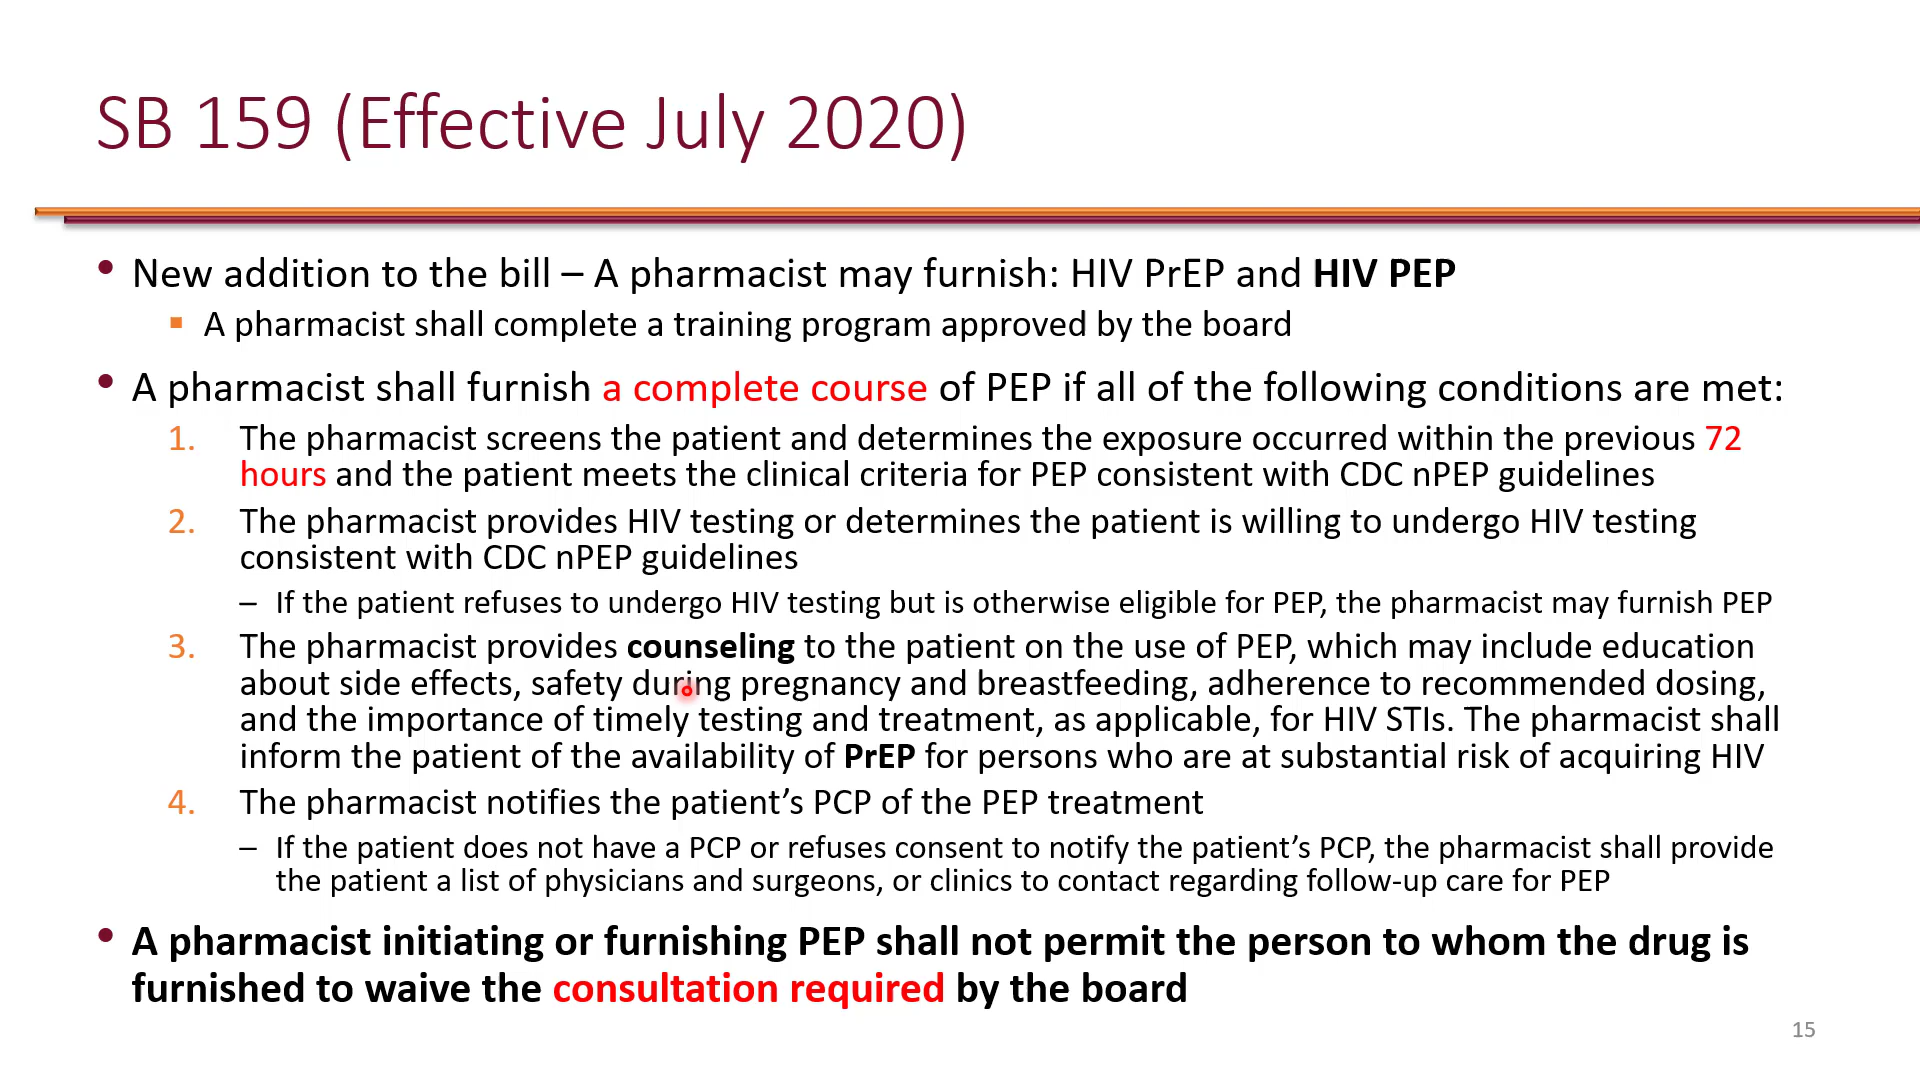 SB 159 (Effective July 2020)
• New addition to the bill – A pharmacist may furnish: HIV PrEP and HIV PEP
▪ A pharmacist shall complete a training program approved by the board
• A pharmacist shall furnish a complete course of PEP if all of the following conditions are met:
1. The pharmacist screens the patient and determines the exposure occurred within the previous 72
hours and the patient meets the clinical criteria for PEP consistent with CDC nPEP guidelines
2. The pharmacist provides HIV testing or determines the patient is willing to undergo HIV testing
consistent with CDC nPEP guidelines
– If the patient refuses to undergo HIV testing but is otherwise eligible for PEP, the pharmacist may furnish PEP
3. The pharmacist provides counseling to the patient on the use of PEP, which may include education
about side effects, safety during pregnancy and breastfeeding, adherence to recommended dosing,
and the importance of timely testing and treatment, as applicable, for HIV STIs. The pharmacist shall
inform the patient of the availability of PrEP for persons who are at substantial risk of acquiring HIV
4. The pharmacist notifies the patient’s PCP of the PEP treatment
– If the patient does not have a PCP or refuses consent to notify the patient’s PCP, the pharmacist shall provide
the patient a list of physicians and surgeons, or clinics to contact regarding follow-up care for PEP
• A pharmacist initiating or furnishing PEP shall not permit the person to whom the drug is
furnished to waive the consultation required by the board
15